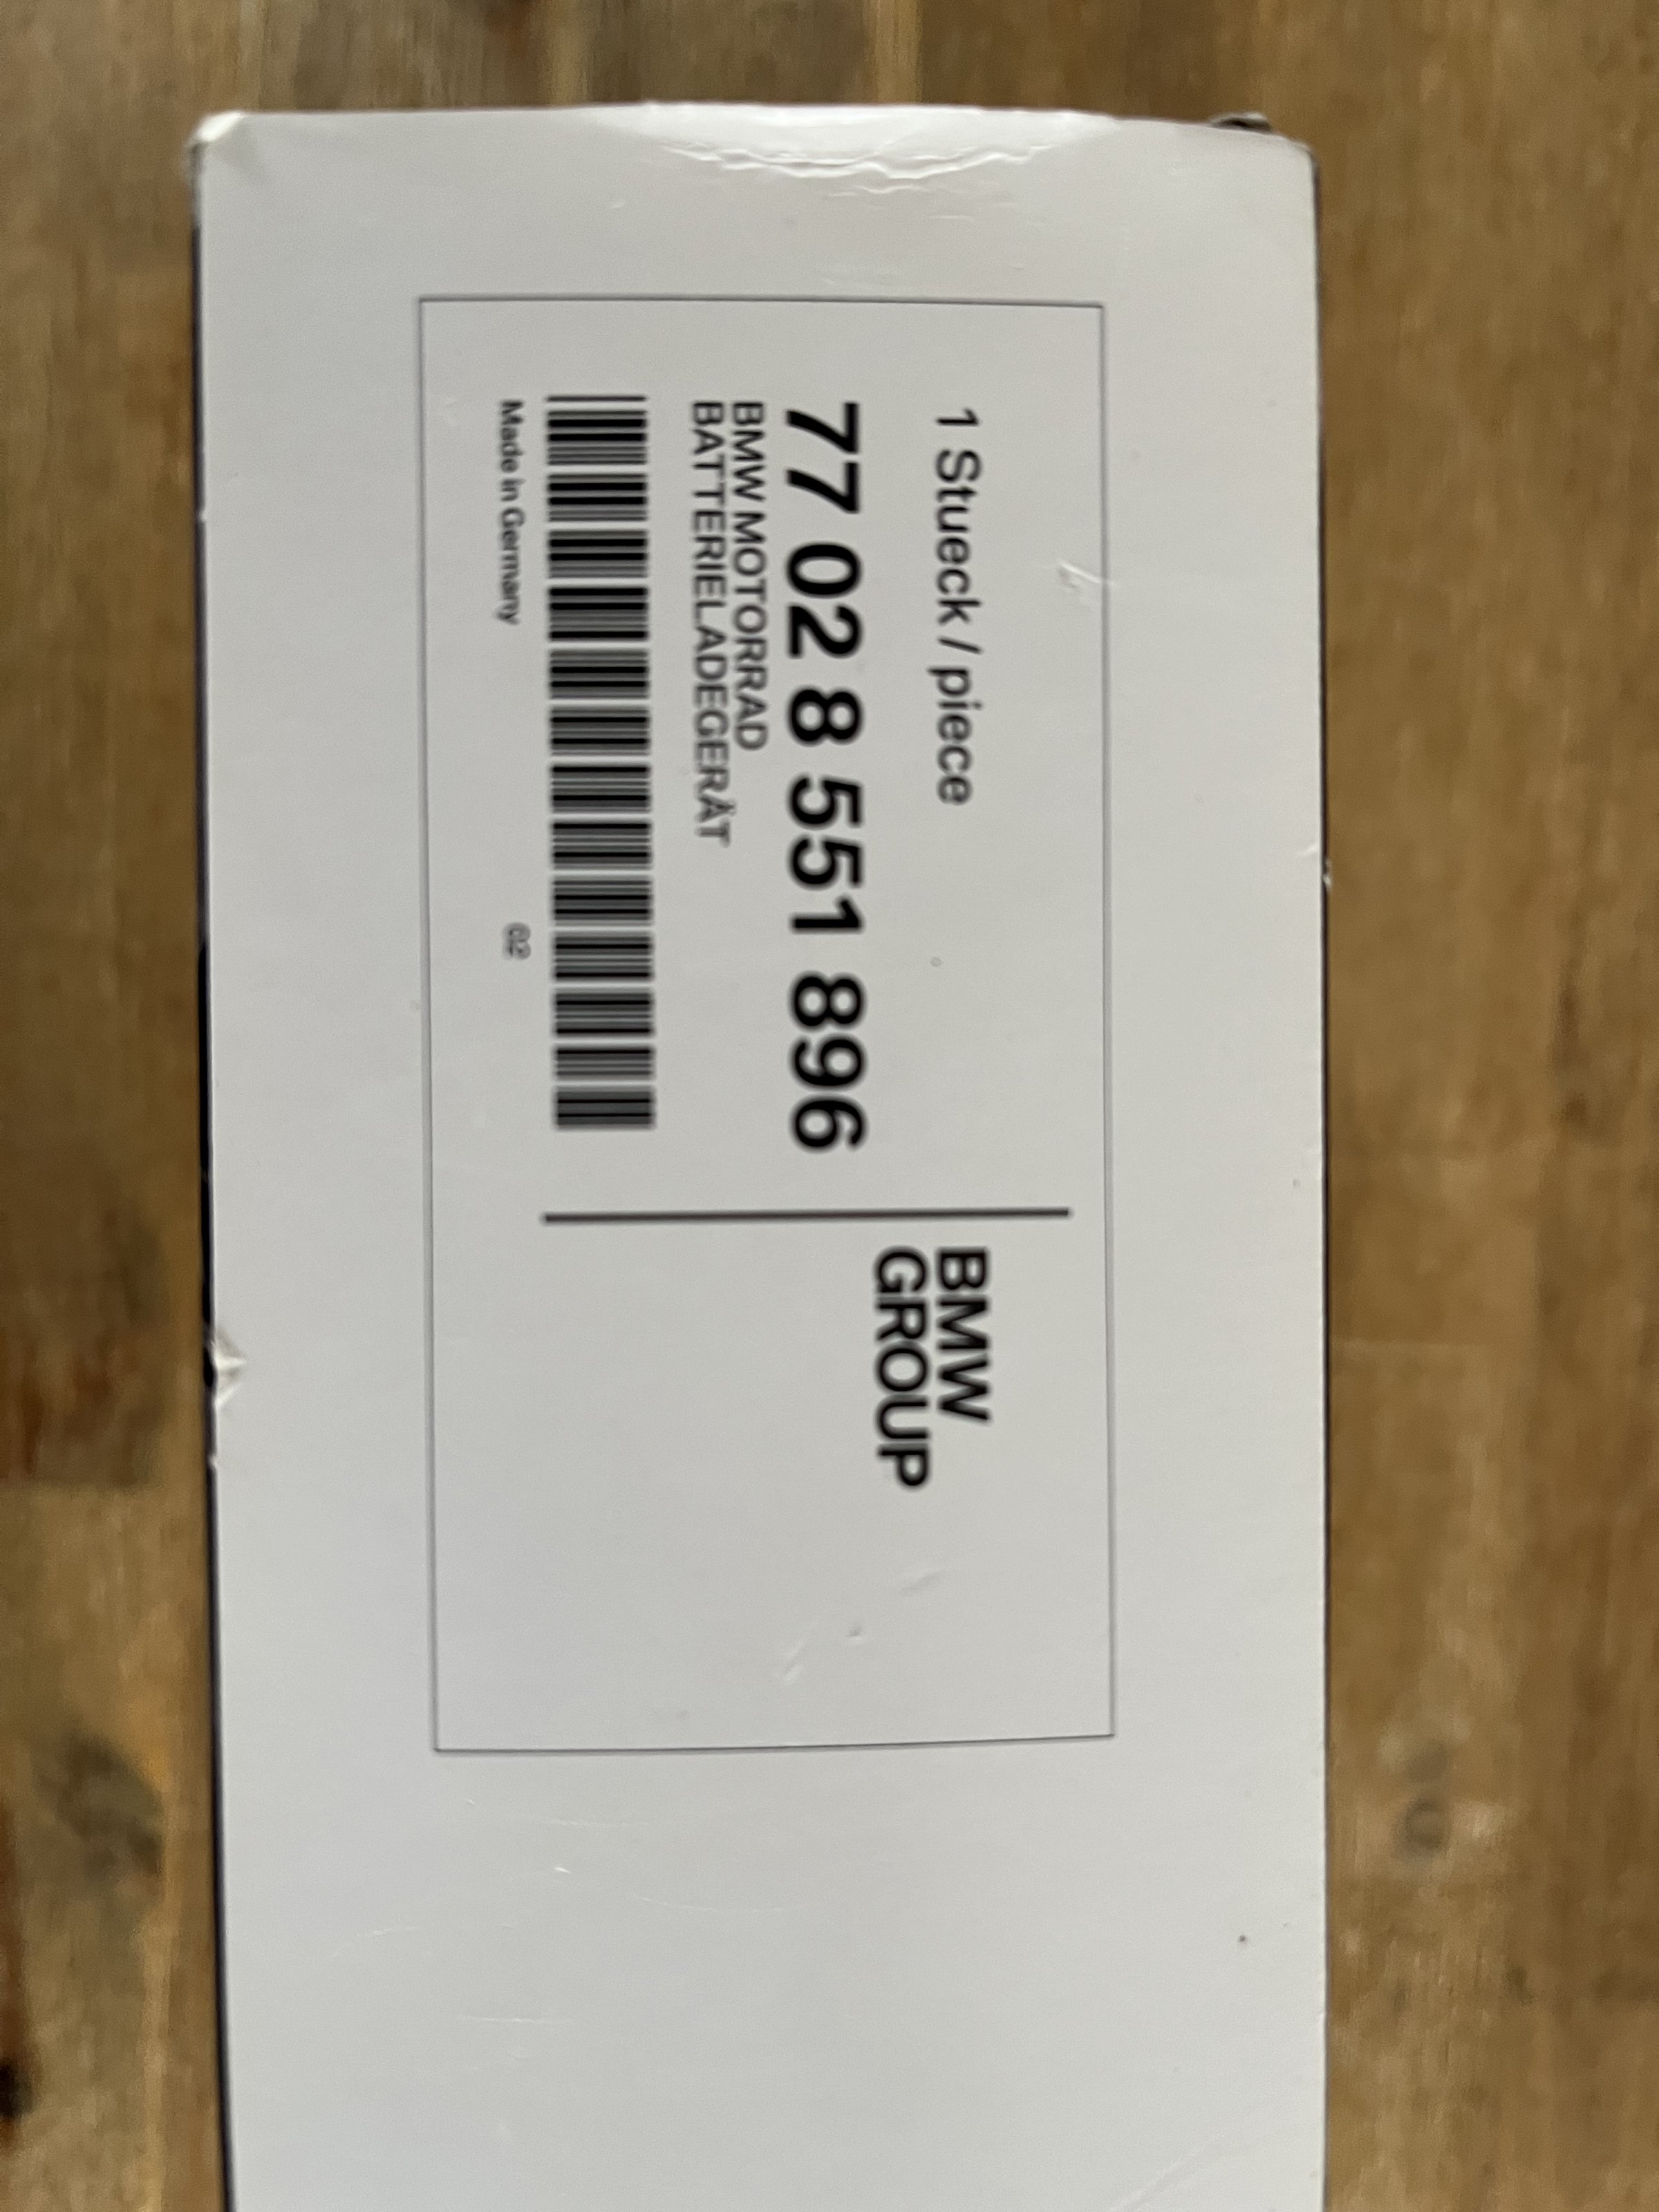 1 Stueck / piece
77 02 8 551 896
BMW MOTORRAD
BATTERIELADEGERÄT
Made in Germany
02
BMW
GROUP